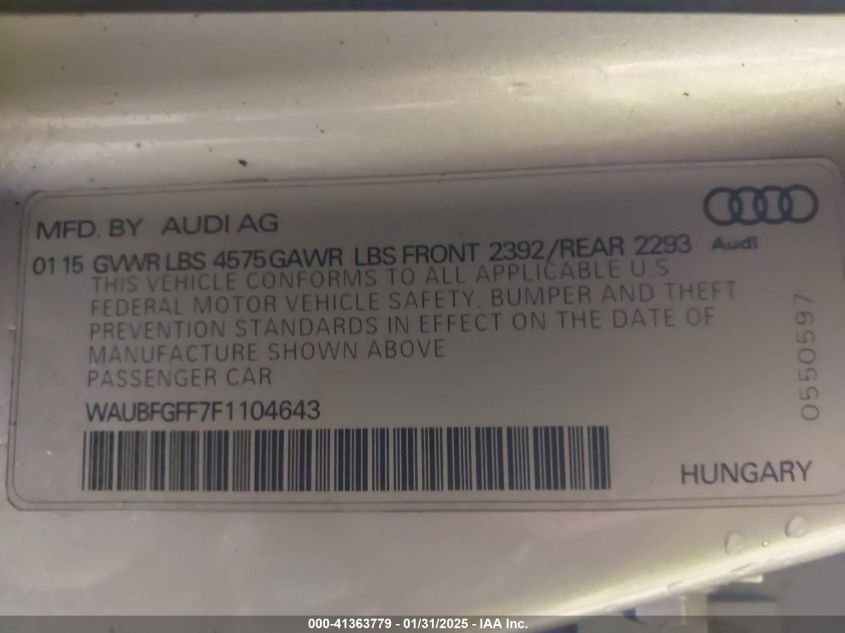 MFD. BY AUDI AG
Audi
01 15 GVWR LBS 4575 GAWR LBS FRONT 2392/REAR 2293
THIS VEHICLE CONFORMS TO ALL APPLICABLE U S
FEDERAL MOTOR VEHICLE SAFETY. BUMPER AND THEFT
PREVENTION STANDARDS IN EFFECT ON THE DATE OF
MANUFACTURE SHOWN ABOVE
PASSENGER CAR
WAUBFGFF7F1104643
HUNGARY
0550597
000-41363779 - 01/31/2025 - IAA Inc.